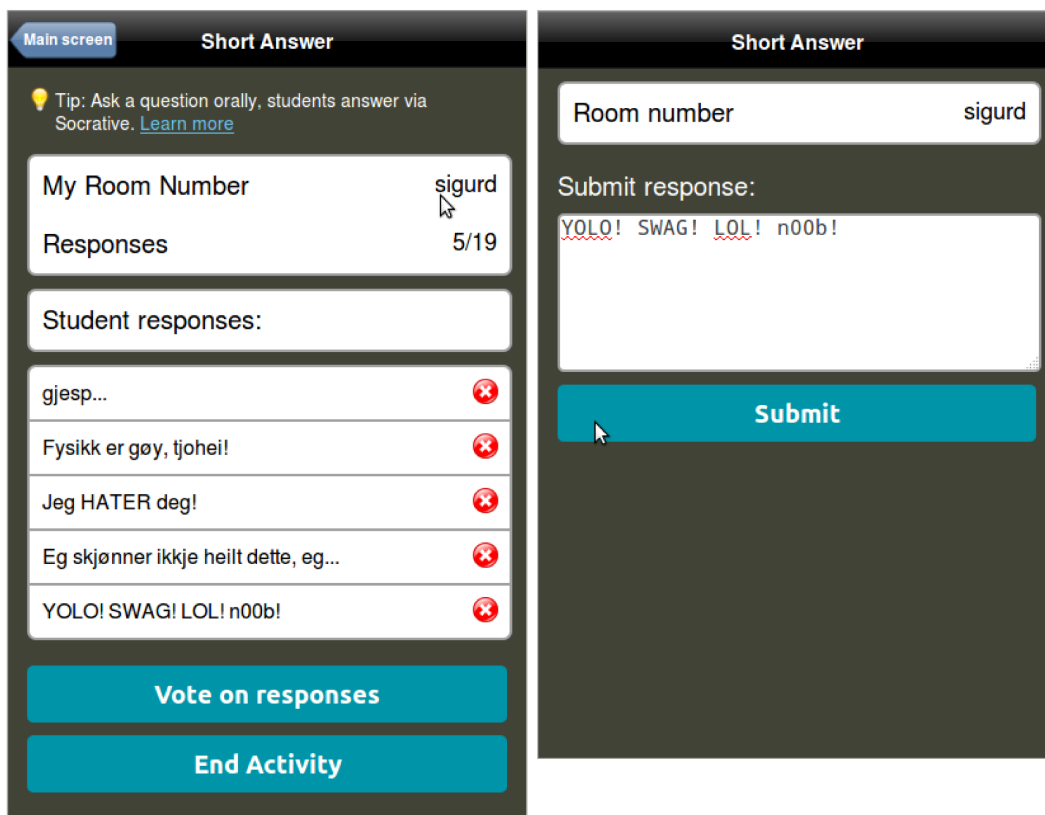 Main screen
Short Answer
Tip: Ask a question orally, students answer via
Socrative. Learn more
My Room Number sigurd
Responses 5/19
Student responses:
gjesp...
Fysikk er gøy, tjohei!
Jeg HATER deg!
Eg skjønner ikkje heilt dette, eg...
YOLO! SWAG! LOL! n00b!
Vote on responses
End Activity
Short Answer
Room number sigurd
Submit response:
YOLO! SWAG! LOL! n00b!
Submit